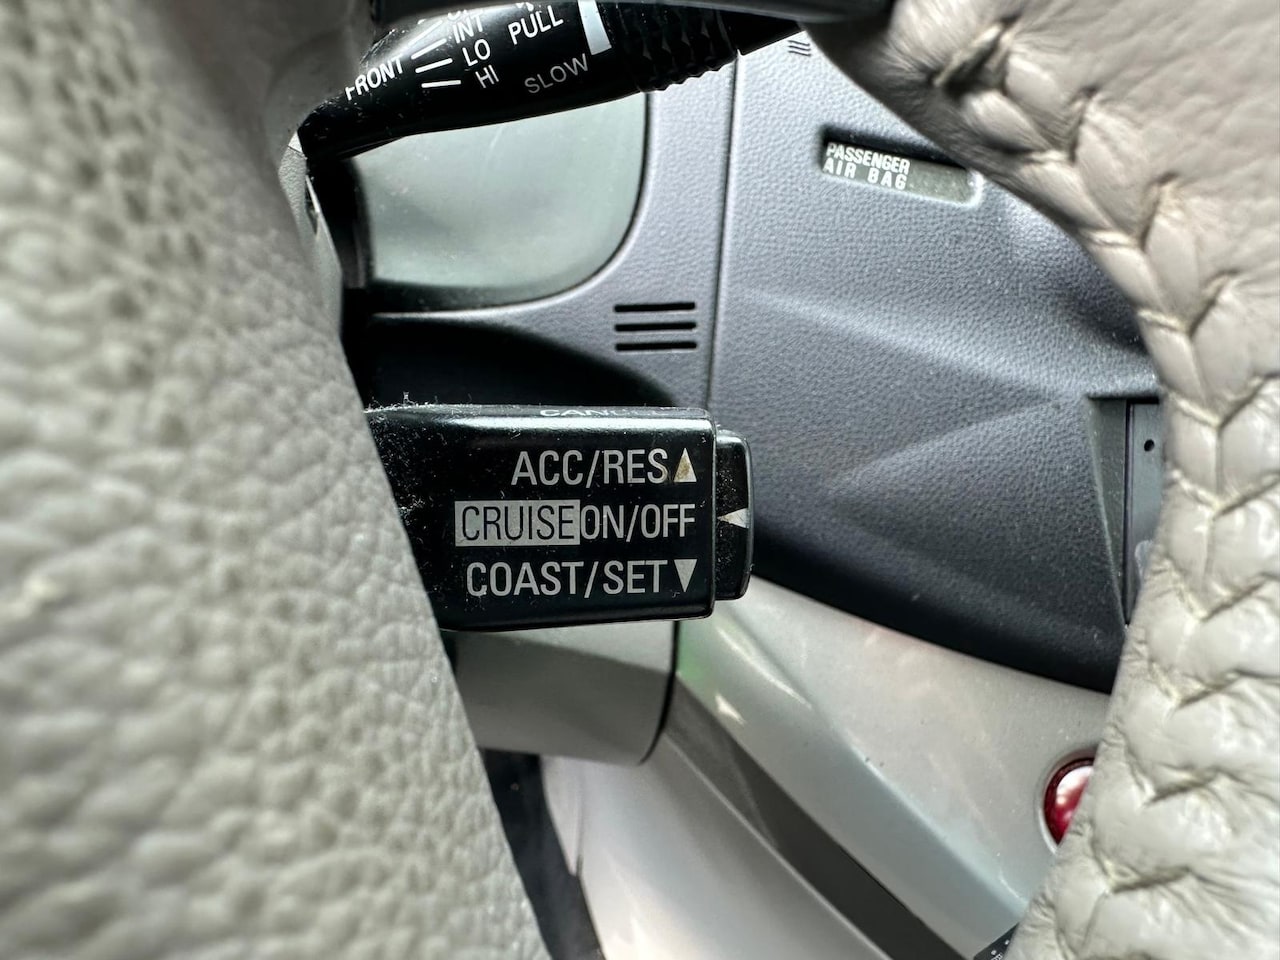 INT
LO
HI
FRONT
PULL
SLOW
PASSENGER
AIR BAG
ACC/RES▲
CRUISE ON/OFF
COAST/SET▼